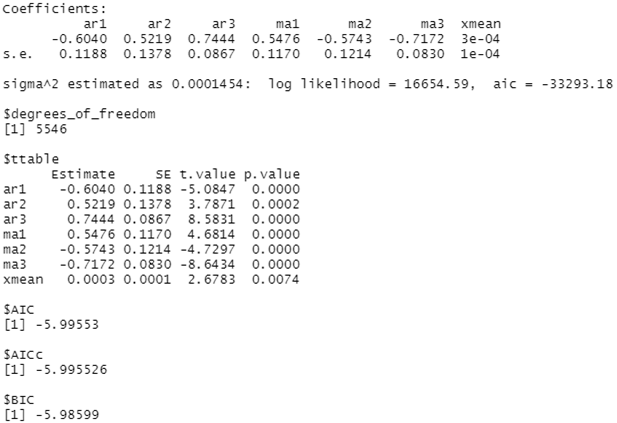 Coefficients:
ar1 ar2 ar3 ma1 ma2 ma3 xmean
-0.6040 0.5219 0.7444 0.5476 -0.5743 -0.7172 3e-04
s.e. 0.1188 0.1378 0.0867 0.1170 0.1214 0.0830 1e-04
sigma^2 estimated as 0.0001454: log likelihood = 16654.59, aic = -33293.18
$degrees_of_freedom
[1] 5546
$ttable
Estimate SE t.value p.value
ar1 -0.6040 0.1188 -5.0847 0.0000
ar2 0.5219 0.1378 3.7871 0.0002
ar3 0.7444 0.0867 8.5831 0.0000
ma1 0.5476 0.1170 4.6814 0.0000
ma2 -0.5743 0.1214 -4.7297 0.0000
ma3 -0.7172 0.0830 -8.6434 0.0000
xmean 0.0003 0.0001 2.6783 0.0074
$AIC
[1] -5.99553
$AICc
[1] -5.995526
$BIC
[1] -5.98599